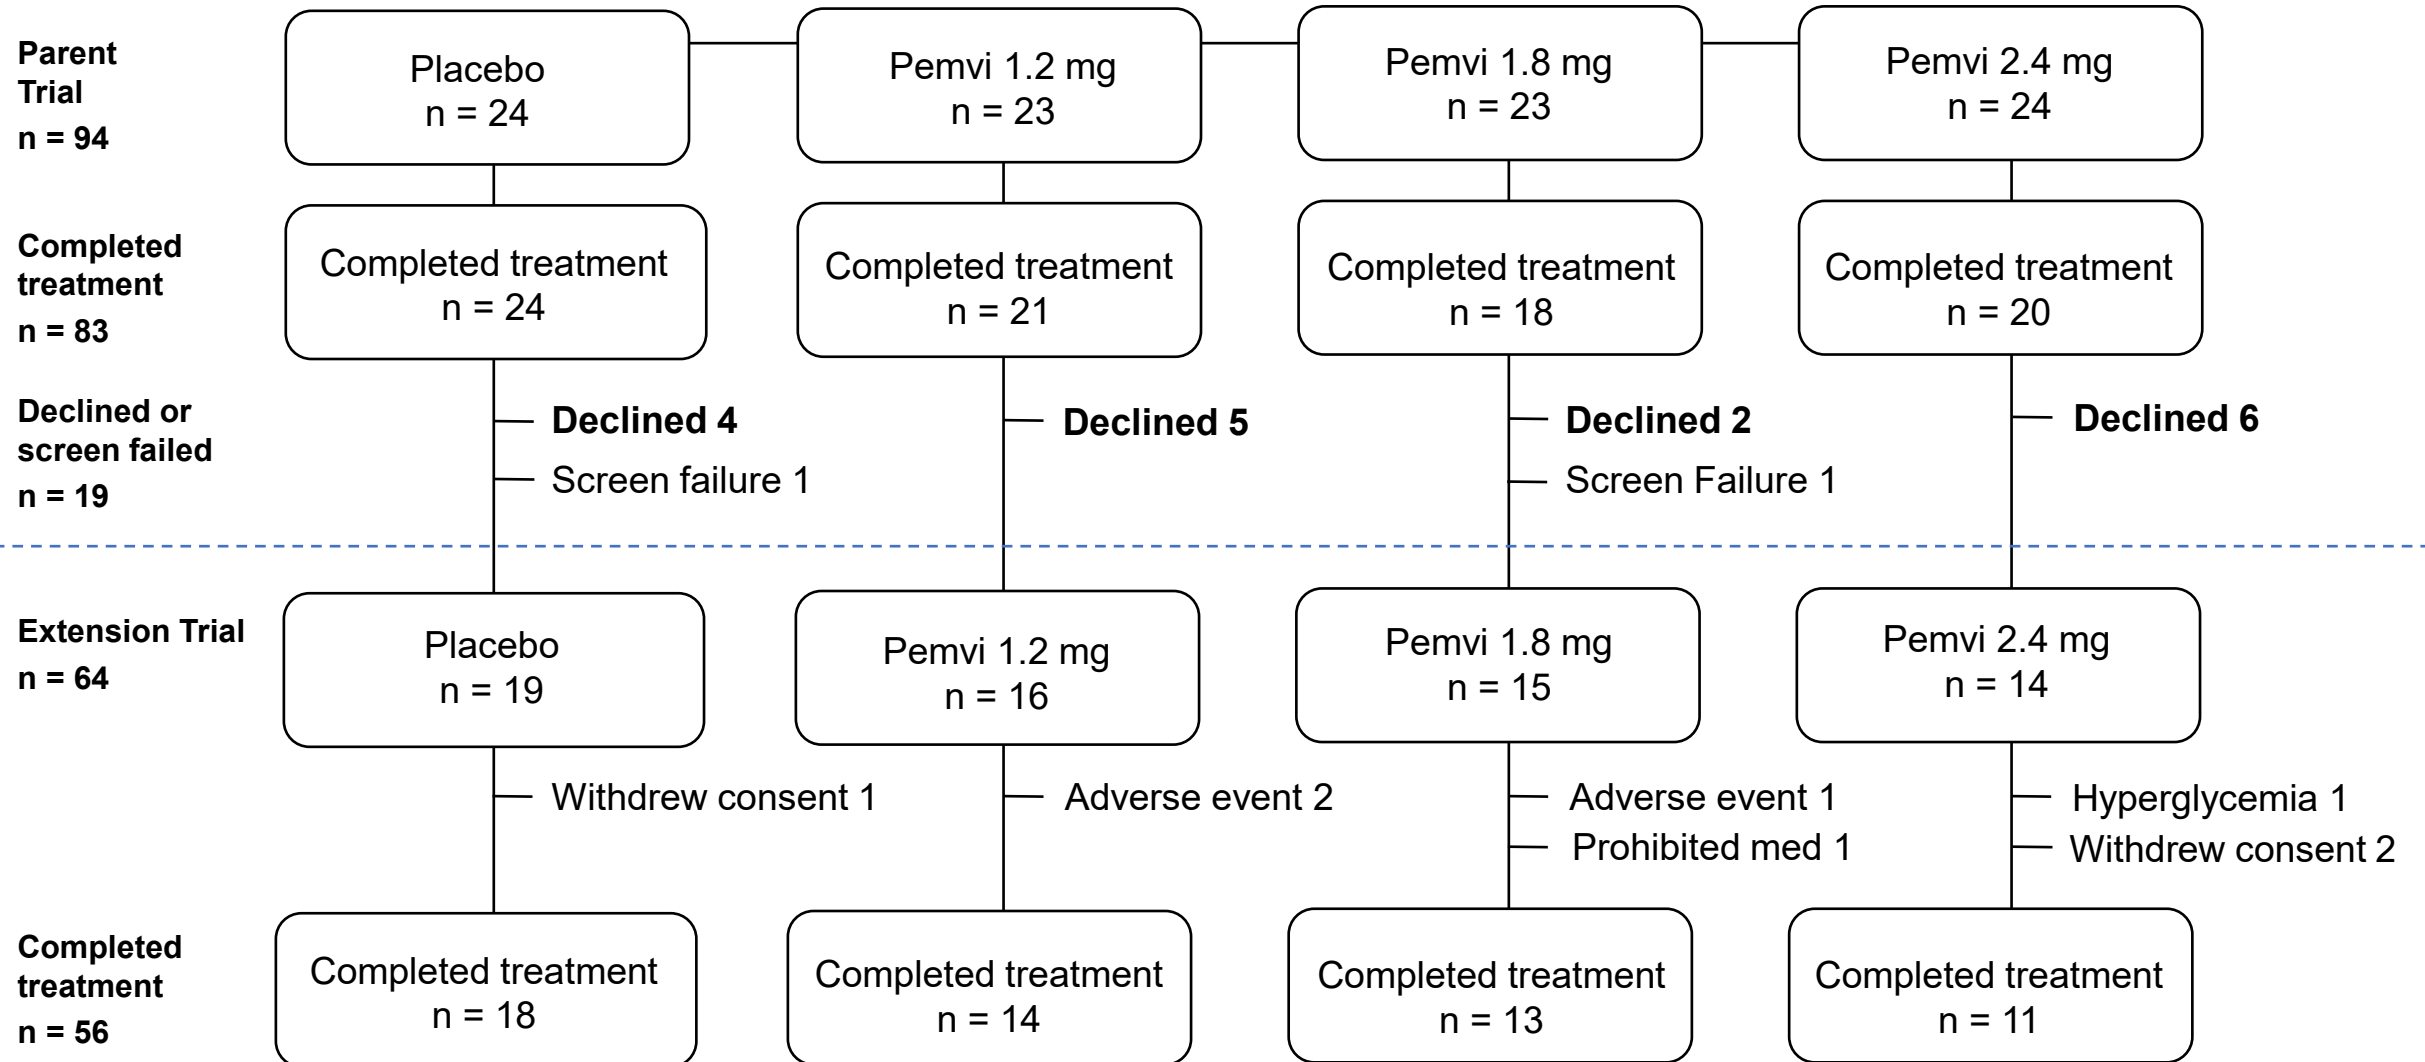 Parent
Trial
n = 94
Placebo
n = 24
Pemvi 1.2 mg
n = 23
Pemvi 1.8 mg
n = 23
Pemvi 2.4 mg
n = 24
Completed
treatment
n = 83
Completed treatment
n = 24
Completed treatment
n = 21
Completed treatment
n = 18
Completed treatment
n = 20
Declined or
screen failed
n = 19
Declined 4
Screen failure 1
Declined 5
Declined 2
Screen Failure 1
Declined 6
Extension Trial
n = 64
Placebo
n = 19
Pemvi 1.2 mg
n = 16
Pemvi 1.8 mg
n = 15
Pemvi 2.4 mg
n = 14
Withdrew consent 1
Adverse event 2
Adverse event 1
Prohibited med 1
Hyperglycemia 1
Withdrew consent 2
Completed
treatment
n = 56
Completed treatment
n = 18
Completed treatment
n = 14
Completed treatment
n = 13
Completed treatment
n = 11